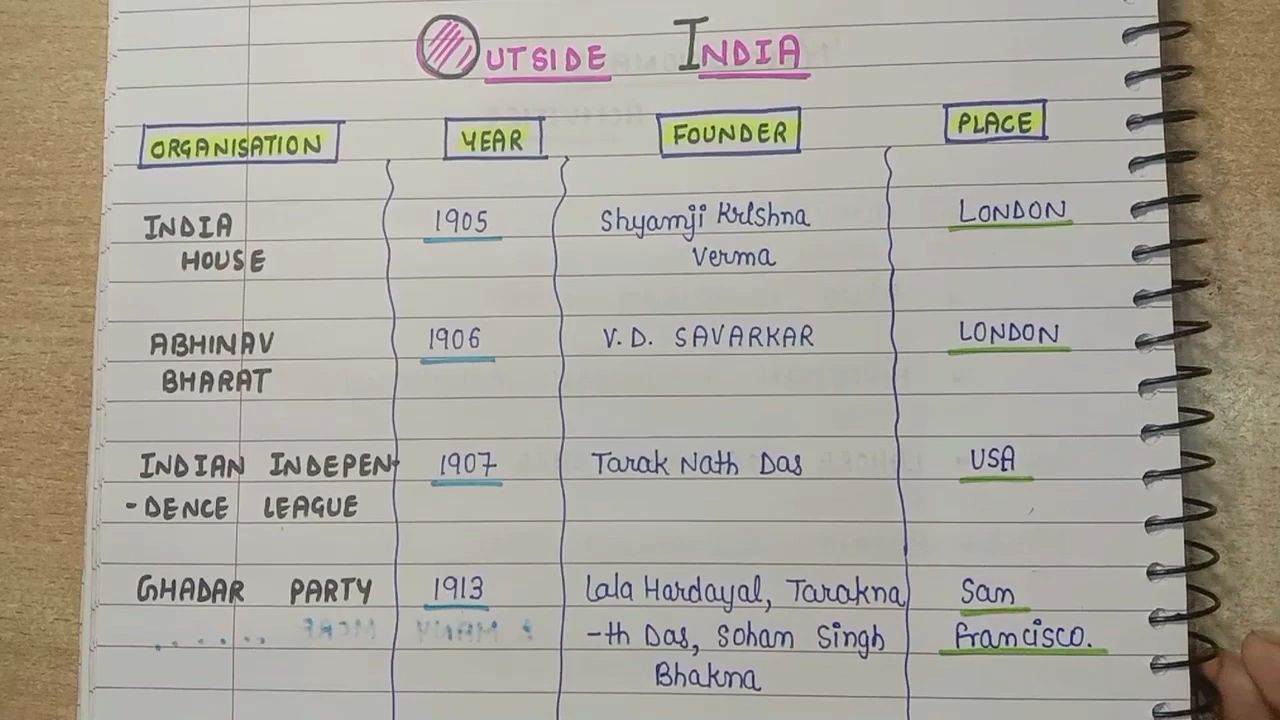 OUTSIDE INDIA
ORGANISATION YEAR FOUNDER PLACE
INDIA 1905 Shyamji Krishna LONDON
HOUSE Verma
ABHINAV 1906 V. D. SAVARKAR LONDON
BHARAT
INDIAN INDEPEN- 1907 Tarak Nath Das USA
-DENCE LEAGUE
GHADAR PARTY 1913 Lala Hardayal, Tarakna San
-th Das, Sohan Singh Francisco.
Bhakna